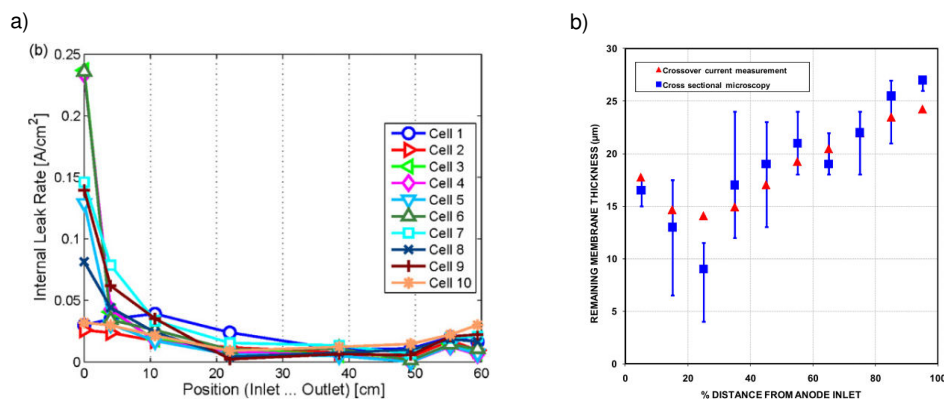 a)
(b)
Internal Leak Rate [A/cm²]
0.25
0.2
0.15
0.1
0.05
0
0 10 20 30 40 50 60
Position (Inlet ... Outlet) [cm]
Cell 1
Cell 2
Cell 3
Cell 4
Cell 5
Cell 6
Cell 7
Cell 8
Cell 9
Cell 10
b)
REMAINING MEMBRANE THICKNESS (μm)
30
25
20
15
10
5
0
0 20 40 60 80 100
% DISTANCE FROM ANODE INLET
Crossover current measurement
Cross sectional microscopy